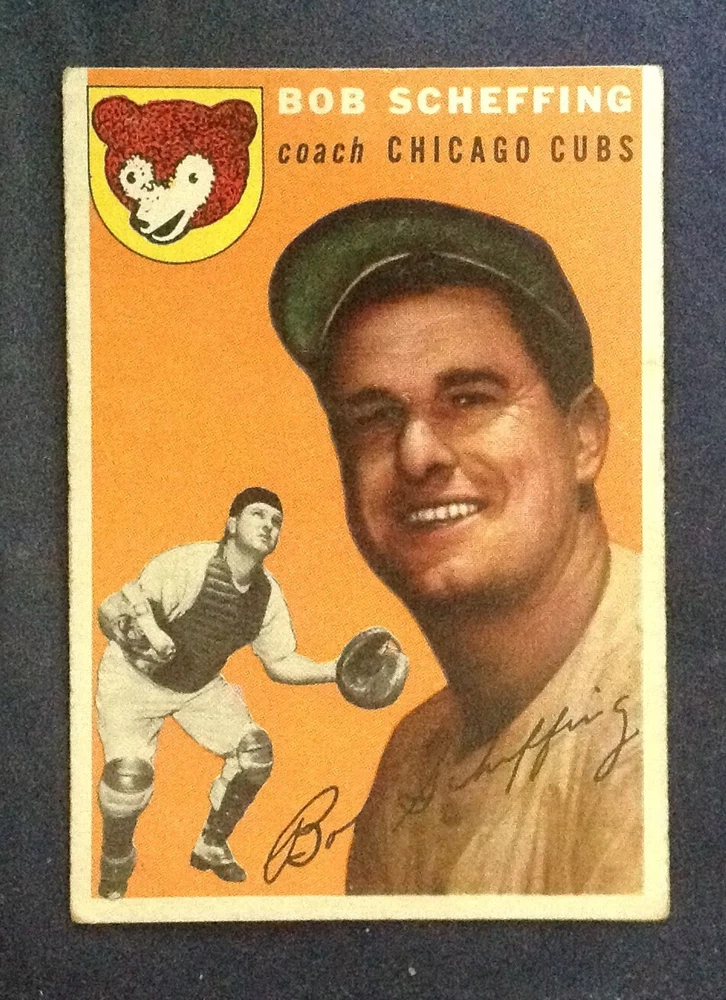 BOB SCHEFFING
coach CHICAGO CUBS
Bob Scheffing